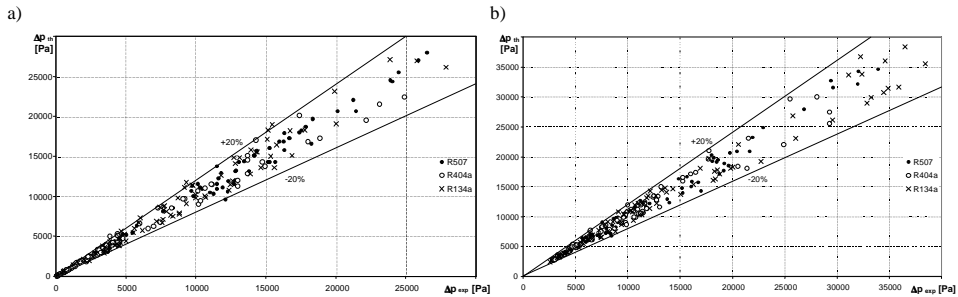 a)
Δp th
[Pa]
25000
20000
15000
10000
5000
0
0 5000 10000 15000 20000 25000
Δp exp [Pa]
+20%
-20%
R507
R404a
R134a
b)
Δp th
[Pa]
40000
35000
30000
25000
20000
15000
10000
5000
0
0 5000 10000 15000 20000 25000 30000 35000
Δp exp [Pa]
+20%
-20%
R507
R404a
R134a